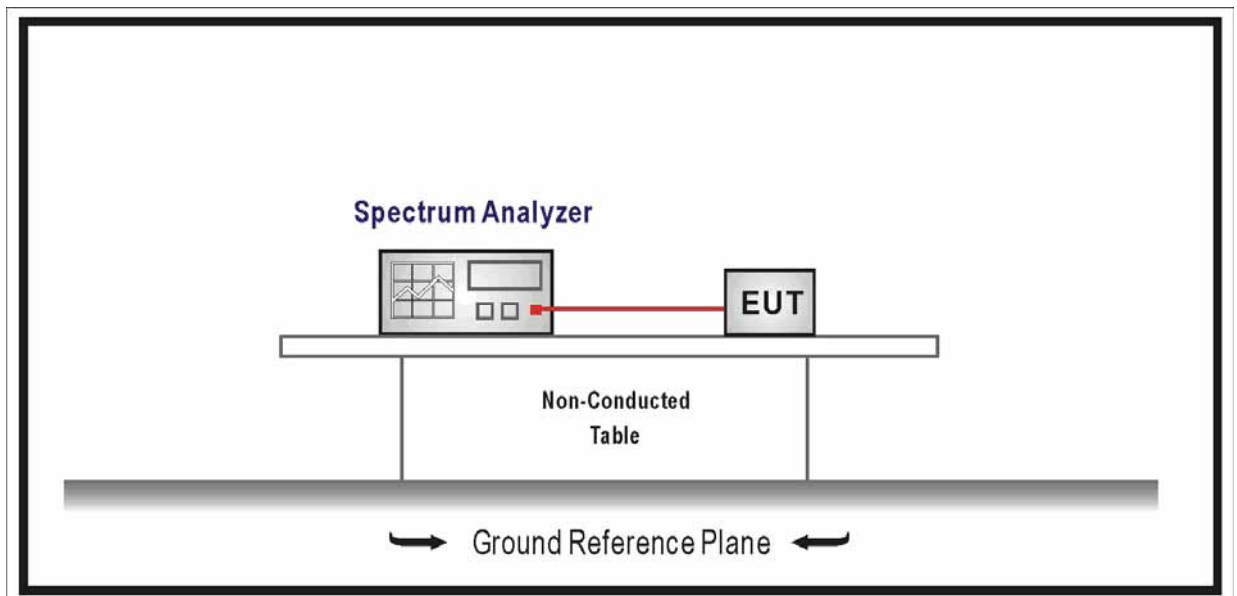 Spectrum Analyzer
EUT
Non-Conducted
Table
Ground Reference Plane